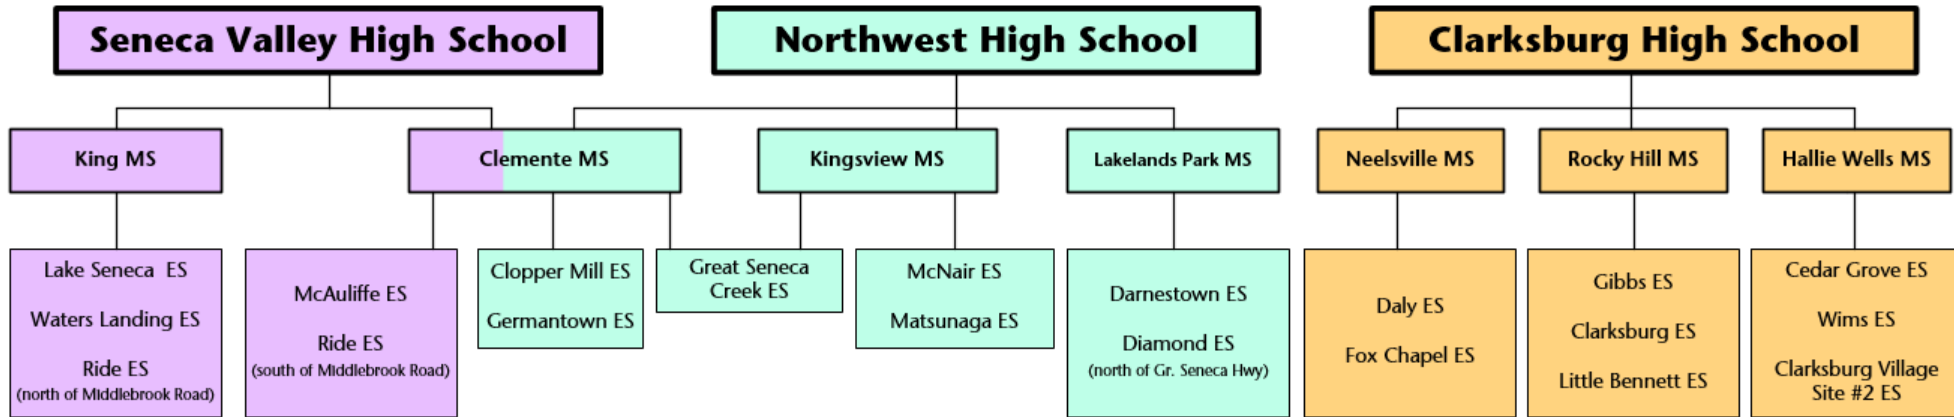 Seneca Valley High School
Northwest High School
Clarksburg High School
King MS
Clemente MS
Kingsview MS
Lakelands Park MS
Neelsville MS
Rocky Hill MS
Hallie Wells MS
Lake Seneca ES
Waters Landing ES
Ride ES
(north of Middlebrook Road)
McAuliffe ES
Ride ES
(south of Middlebrook Road)
Clopper Mill ES
Germantown ES
Great Seneca
Creek ES
McNair ES
Matsunaga ES
Darnestown ES
Diamond ES
(north of Gr. Seneca Hwy)
Daly ES
Fox Chapel ES
Gibbs ES
Clarksburg ES
Little Bennett ES
Cedar Grove ES
Wims ES
Clarksburg Village
Site #2 ES